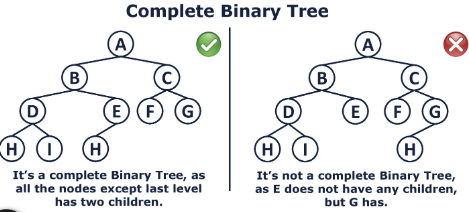 Complete Binary Tree
A
B C
D E F G
H I H
It's a complete Binary Tree, as
all the nodes except last level
has two children.
A
B C
D E F G
H I H
It's not a complete Binary Tree,
as E does not have any children,
but G has.